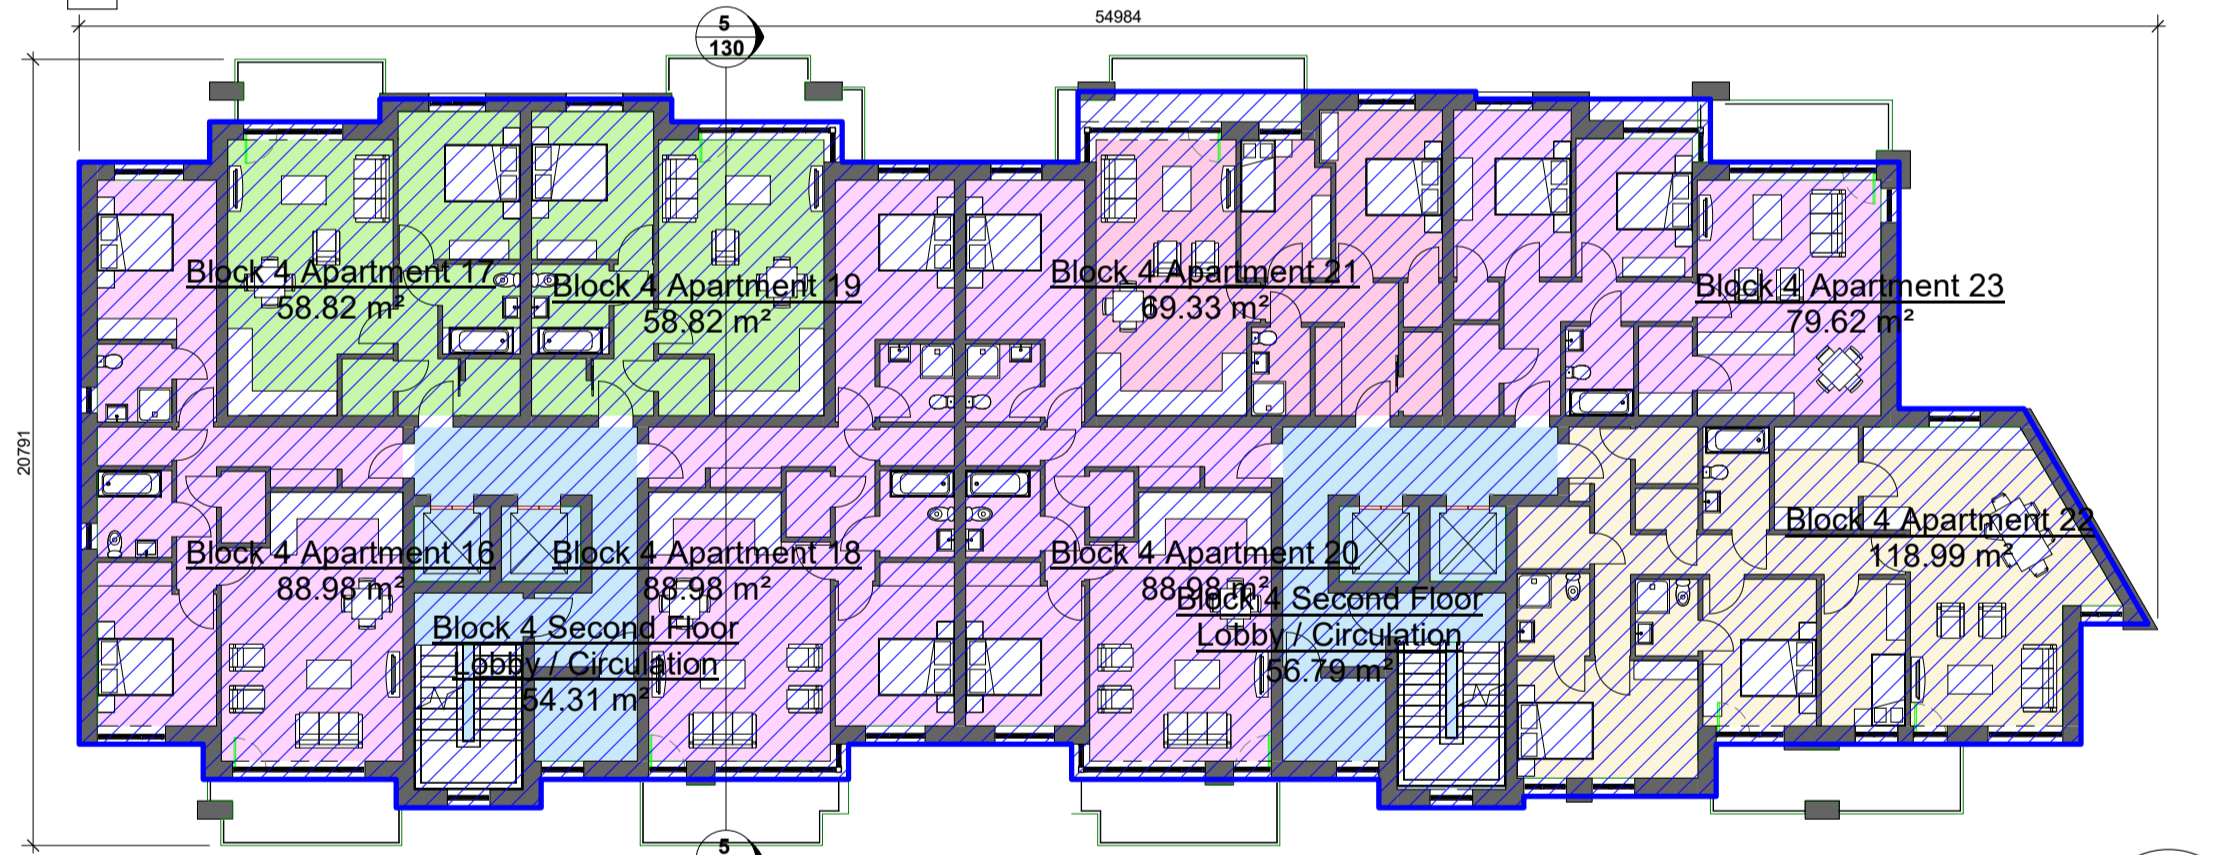 54984
5
130
20791
Block 4 Apartment 17
58.82 m²
Block 4 Apartment 19
58.82 m²
Block 4 Apartment 21
69.33 m²
Block 4 Apartment 23
79.62 m²
Block 4 Apartment 16
88.98 m²
Block 4 Apartment 18
88.98 m²
Block 4 Apartment 20
88.98 m²
Block 4 Apartment 22
118.99 m²
Block 4 Second Floor
Lobby / Circulation
54.31 m²
Block 4 Second Floor
Lobby / Circulation
56.79 m²
5